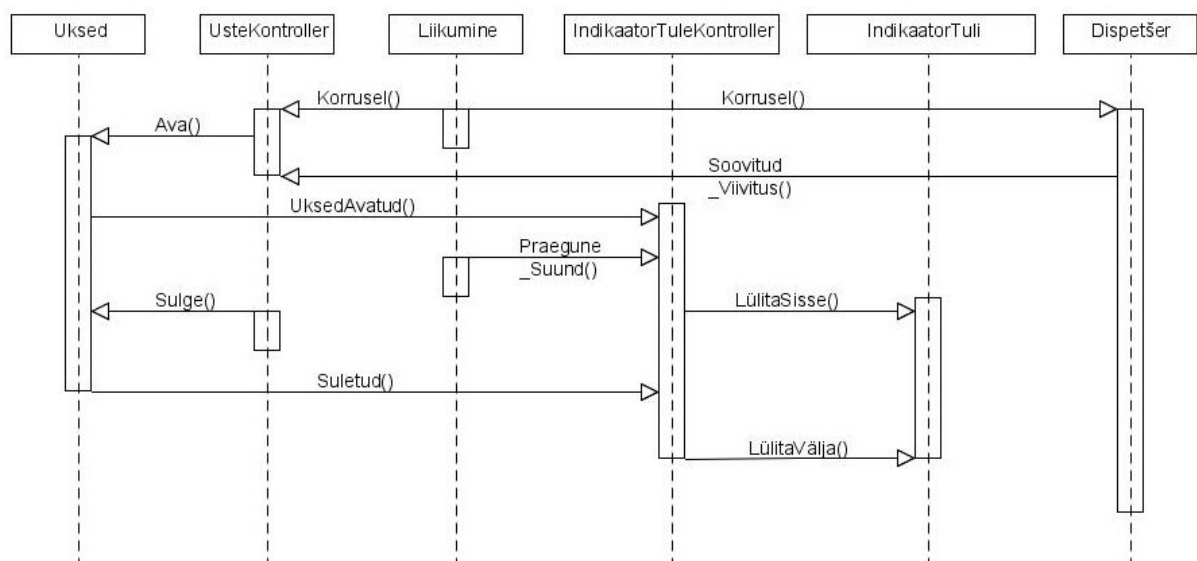 Uksed
UsteKontroller
Liikumine
IndikaatorTuleKontroller
IndikaatorTuli
Dispetšer
Korrusel()
Korrusel()
Ava()
Soovitud
_Viivitus()
UksedAvatud()
Praegune
_Suund()
Sulge()
LülitaSisse()
Suletud()
LülitaVälja()